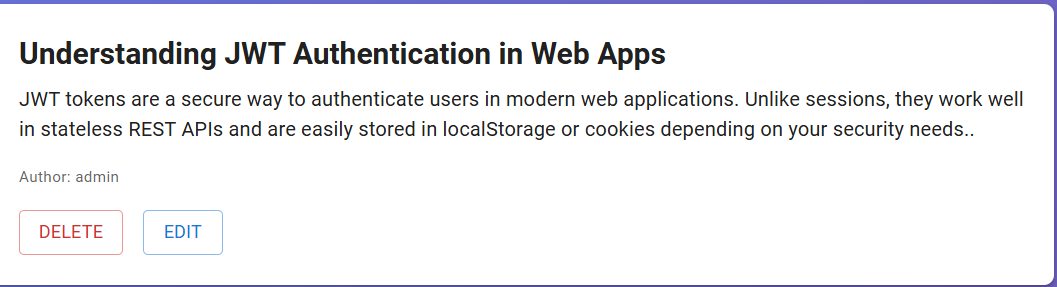 Understanding JWT Authentication in Web Apps
JWT tokens are a secure way to authenticate users in modern web applications. Unlike sessions, they work well
in stateless REST APIs and are easily stored in localStorage or cookies depending on your security needs..
Author: admin
DELETE
EDIT